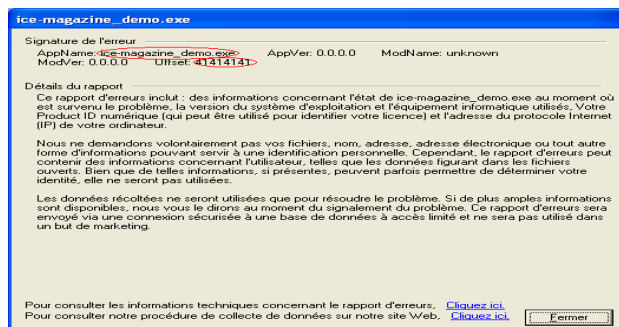 ice-magazine_demo.exe
Signature de l'erreur
AppName: ice-magazine_demo.exe AppVer: 0.0.0.0 ModName: unknown
ModVer: 0.0.0.0 Offset: 41414141
Détails du rapport
Ce rapport d'erreurs inclut : des informations concernant l'état de ice-magazine_demo.exe au moment où
est survenu le problème, la version du système d'exploitation et l'équipement informatique utilisés, Votre
Product ID numérique (qui peut être utilisé pour identifier votre licence) et l'adresse du protocole Internet
(IP) de votre ordinateur.
Nous ne demandons volontairement pas vos fichiers, nom, adresse, adresse électronique ou tout autre
forme d'informations pouvant servir à une identification personnelle. Cependant, le rapport d'erreurs peut
contenir des informations concernant l'utilisateur, telles que les données figurant dans les fichiers
ouverts. Bien que de telles informations, si présentes, peuvent parfois permettre de déterminer votre
identité, elle ne seront pas utilisées.
Les données récoltées ne seront utilisées que pour résoudre le problème. Si de plus amples informations
sont disponibles, nous vous le dirons au moment du signalement du problème. Ce rapport d'erreurs sera
envoyé via une connexion sécurisée à une base de données à accès limité et ne sera pas utilisé dans
un but de marketing.
Pour consulter les informations techniques concernant le rapport d'erreurs, Cliquez ici.
Pour consulter notre procédure de collecte de données sur notre site Web, Cliquez ici. Fermer